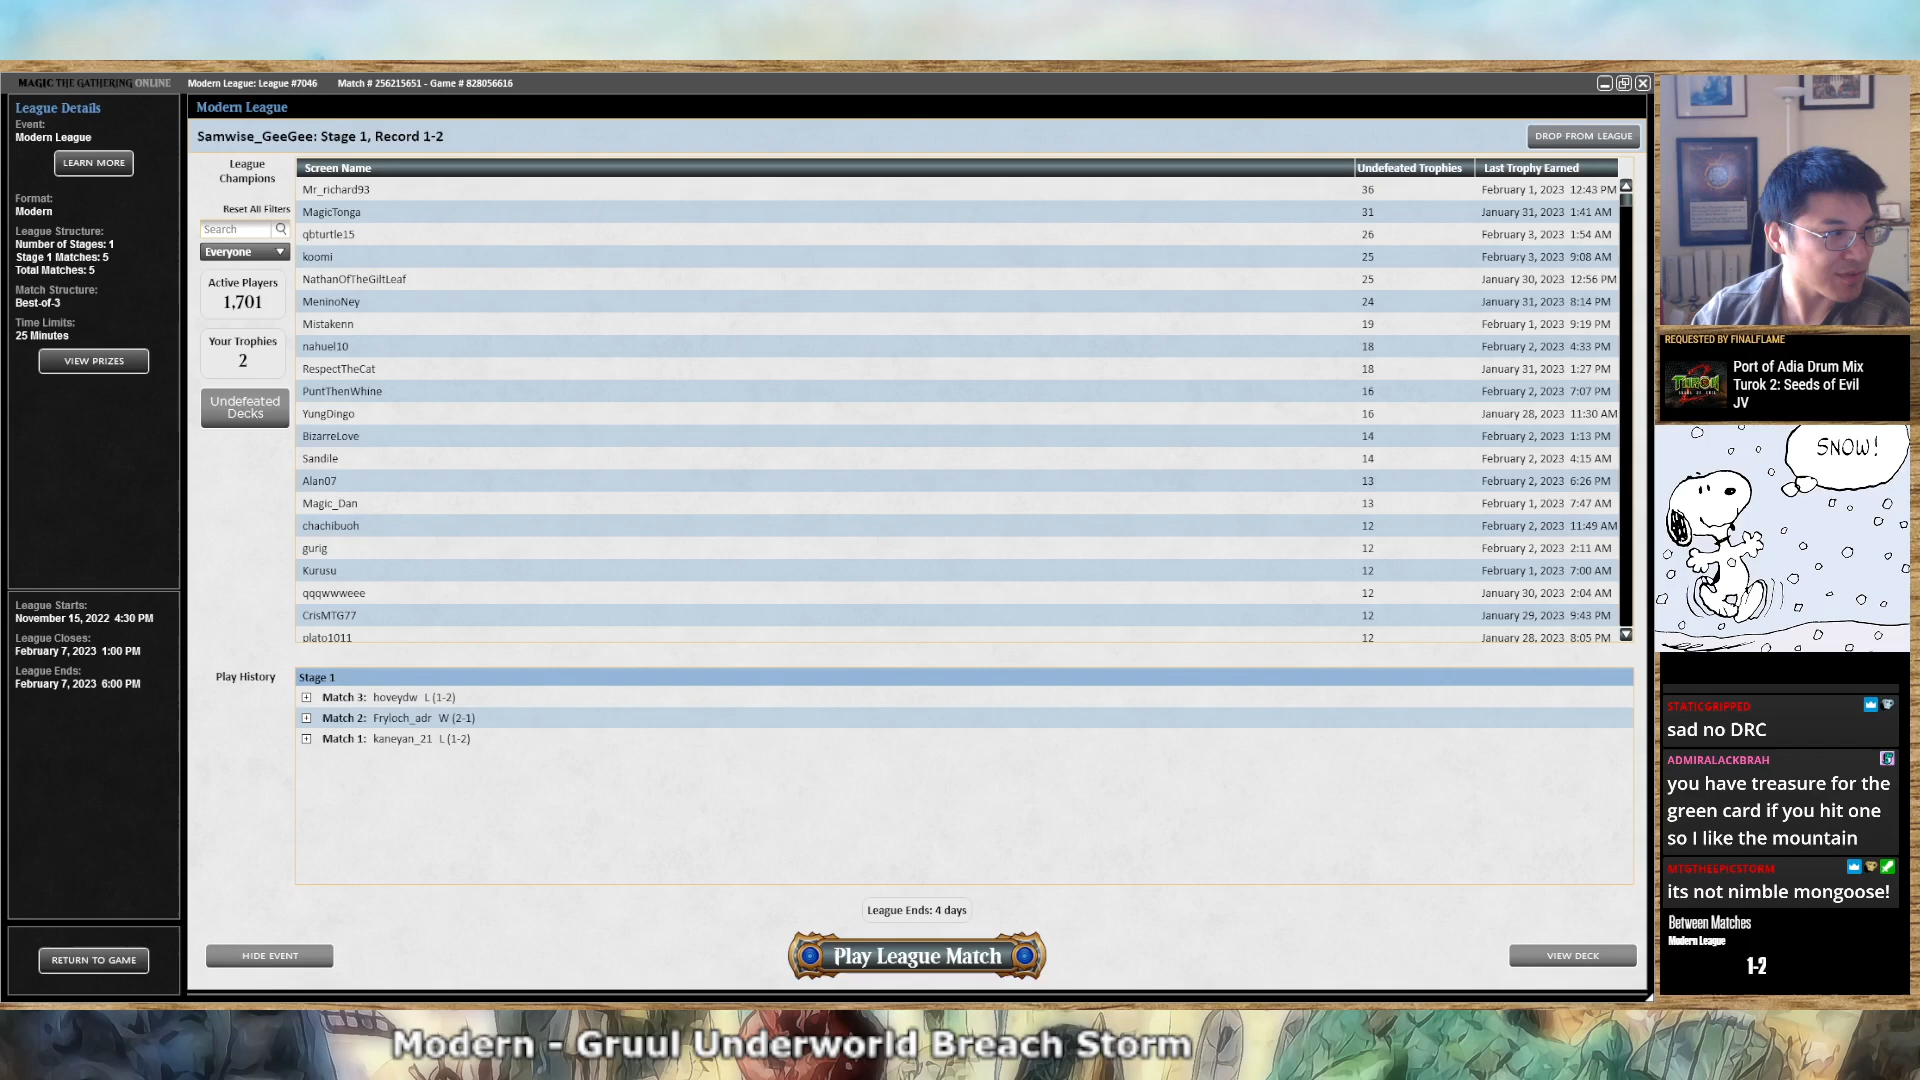 MAGIC THE GATHERING ONLINE
Modern League: League #7046 Match # 256215651 - Game # 828056616
League Details
Event:
Modern League
LEARN MORE
Format:
Modern
League Structure:
Number of Stages: 1
Stage 1 Matches: 5
Total Matches: 5
Match Structure:
Best-of-3
Time Limits:
25 Minutes
VIEW PRIZES
League Starts:
November 15, 2022 4:30 PM
League Closes:
February 7, 2023 1:00 PM
League Ends:
February 7, 2023 6:00 PM
RETURN TO GAME
Modern League
Samwise_GeeGee: Stage 1, Record 1-2
DROP FROM LEAGUE
League
Champions
Reset All Filters
Search
Everyone
Active Players
1,701
Your Trophies
2
Undefeated
Decks
Screen Name Undefeated Trophies Last Trophy Earned
Mr_richard93 36 February 1, 2023 12:43 PM
MagicTonga 31 January 31, 2023 1:41 AM
qbturtle15 26 February 3, 2023 1:54 AM
koomi 25 February 3, 2023 9:08 AM
NathanOfTheGiltLeaf 25 January 30, 2023 12:56 PM
MeninoNey 24 January 31, 2023 8:14 PM
Mistakenn 19 February 1, 2023 9:19 PM
nahuel10 18 February 2, 2023 4:33 PM
RespectTheCat 18 January 31, 2023 1:27 PM
PuntThenWhine 16 February 2, 2023 7:07 PM
YungDingo 16 January 28, 2023 11:30 AM
BizarreLove 14 February 2, 2023 1:13 PM
Sandile 14 February 2, 2023 4:15 AM
Alan07 13 February 2, 2023 6:26 PM
Magic_Dan 13 February 1, 2023 7:47 AM
chachibuoh 12 February 2, 2023 11:49 AM
gurig 12 February 2, 2023 2:11 AM
Kurusu 12 February 1, 2023 7:00 AM
qqqwwweee 12 January 30, 2023 2:04 AM
CrisMTG77 12 January 29, 2023 9:43 PM
plato1011 12 January 28, 2023 8:05 PM
Play History
Stage 1
Match 3: hoveydw L (1-2)
Match 2: Fryloch_adr W (2-1)
Match 1: kaneyan_21 L (1-2)
League Ends: 4 days
HIDE EVENT
Play League Match
VIEW DECK
REQUESTED BY FINALFLAME
Port of Adia Drum Mix
Turok 2: Seeds of Evil
JV
SNOW!
STATICGRIPPED
sad no DRC
ADMIRALACKBRAH
you have treasure for the
green card if you hit one
so I like the mountain
MTGTHEEPICSTORM
its not nimble mongoose!
Between Matches
Modern League
1-2
Modern - Gruul Underworld Breach Storm